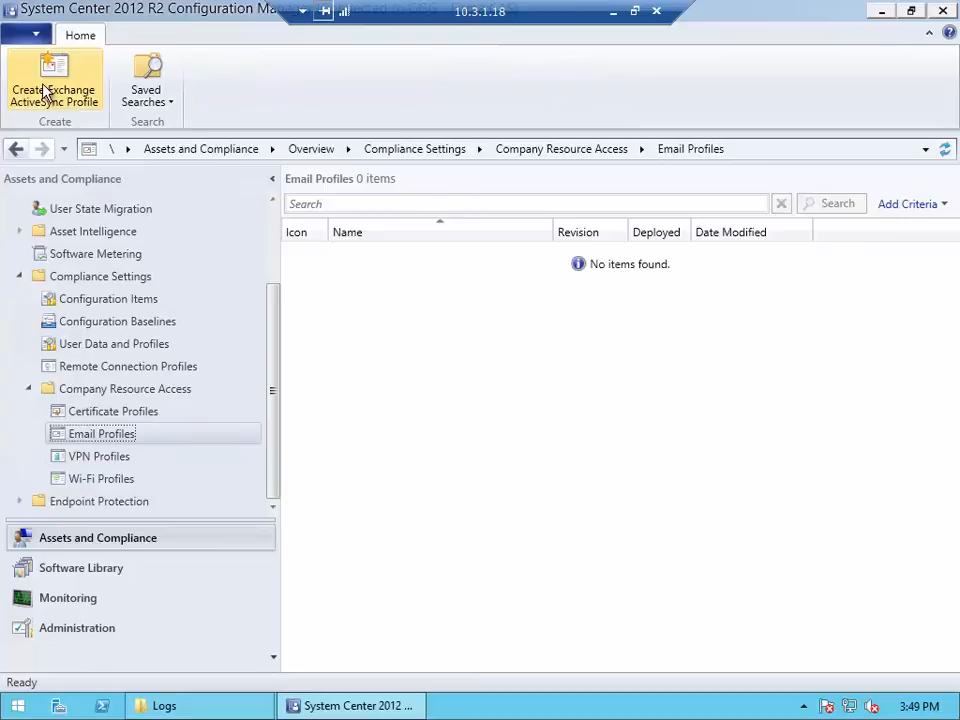 System Center 2012 R2 Configuration Ma
10.3.1.18
Home
Create Exchange
ActiveSync Profile
Saved
Searches
Create
Search
\ Assets and Compliance Overview Compliance Settings Company Resource Access Email Profiles
Assets and Compliance
Email Profiles 0 items
Search
Search
Add Criteria
Icon Name Revision Deployed Date Modified
No items found.
User State Migration
Asset Intelligence
Software Metering
Compliance Settings
Configuration Items
Configuration Baselines
User Data and Profiles
Remote Connection Profiles
Company Resource Access
Certificate Profiles
Email Profiles
VPN Profiles
Wi-Fi Profiles
Endpoint Protection
Assets and Compliance
Software Library
Monitoring
Administration
Ready
Logs
System Center 2012 ...
3:49 PM